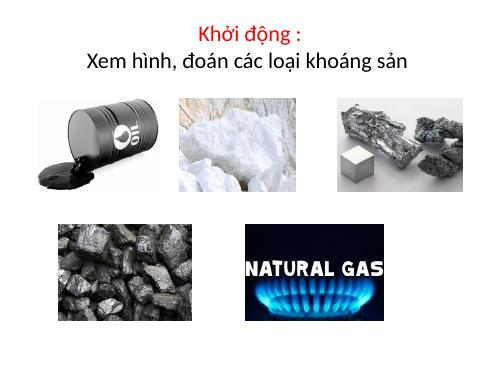 Khởi động :
Xem hình, đoán các loại khoáng sản
OIL
NATURAL GAS